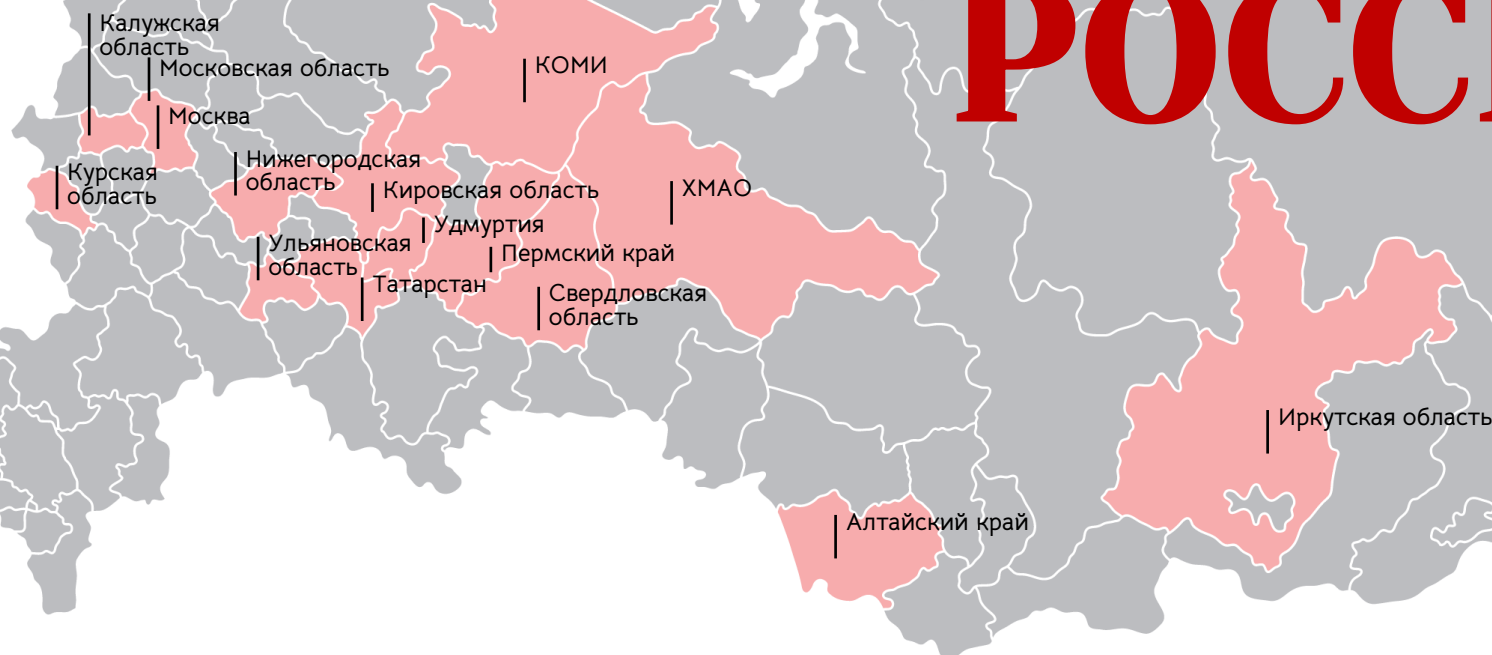 РОССИ
Калужская
область
Московская область
КОМИ
Москва
Нижегородская
область
Курская
область
Кировская область
ХМАО
Удмуртия
Ульяновская
область
Пермский край
Татарстан
Свердловская
область
Иркутская область
Алтайский край